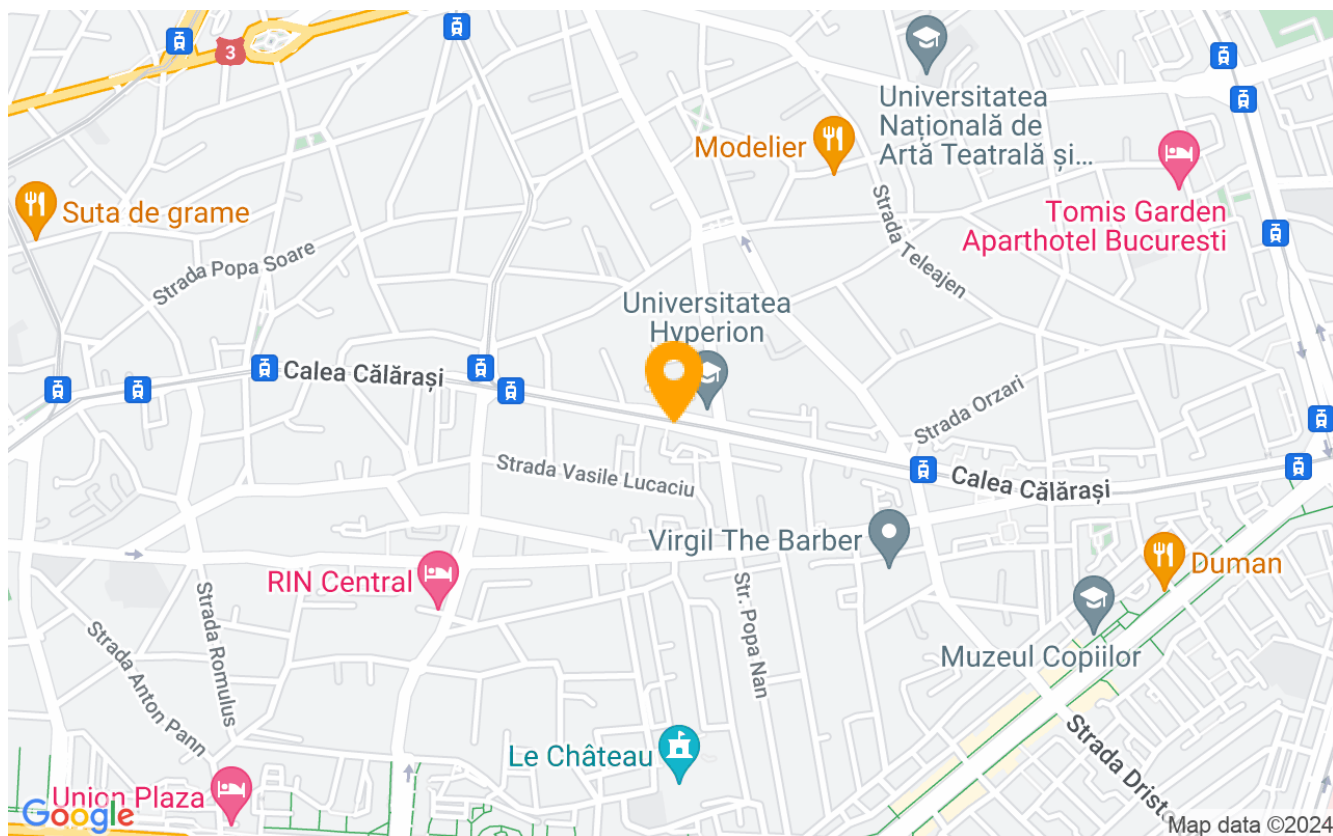 3
Universitatea
Națională de
Artă Teatrală și...
Modelier
Suta de grame
Tomis Garden
Aparthotel Bucuresti
Strada Popa Soare
Strada Teleajen
Universitatea
Hyperion
Calea Călărași
Strada Orzari
Strada Vasile Lucaciu
Calea Călărași
Virgil The Barber
RIN Central
Duman
Str. Popa Nan
Strada Romulus
Strada Anton Pann
Muzeul Copiilor
Le Château
Strada Dristo
Union Plaza
Google
Map data ©2024